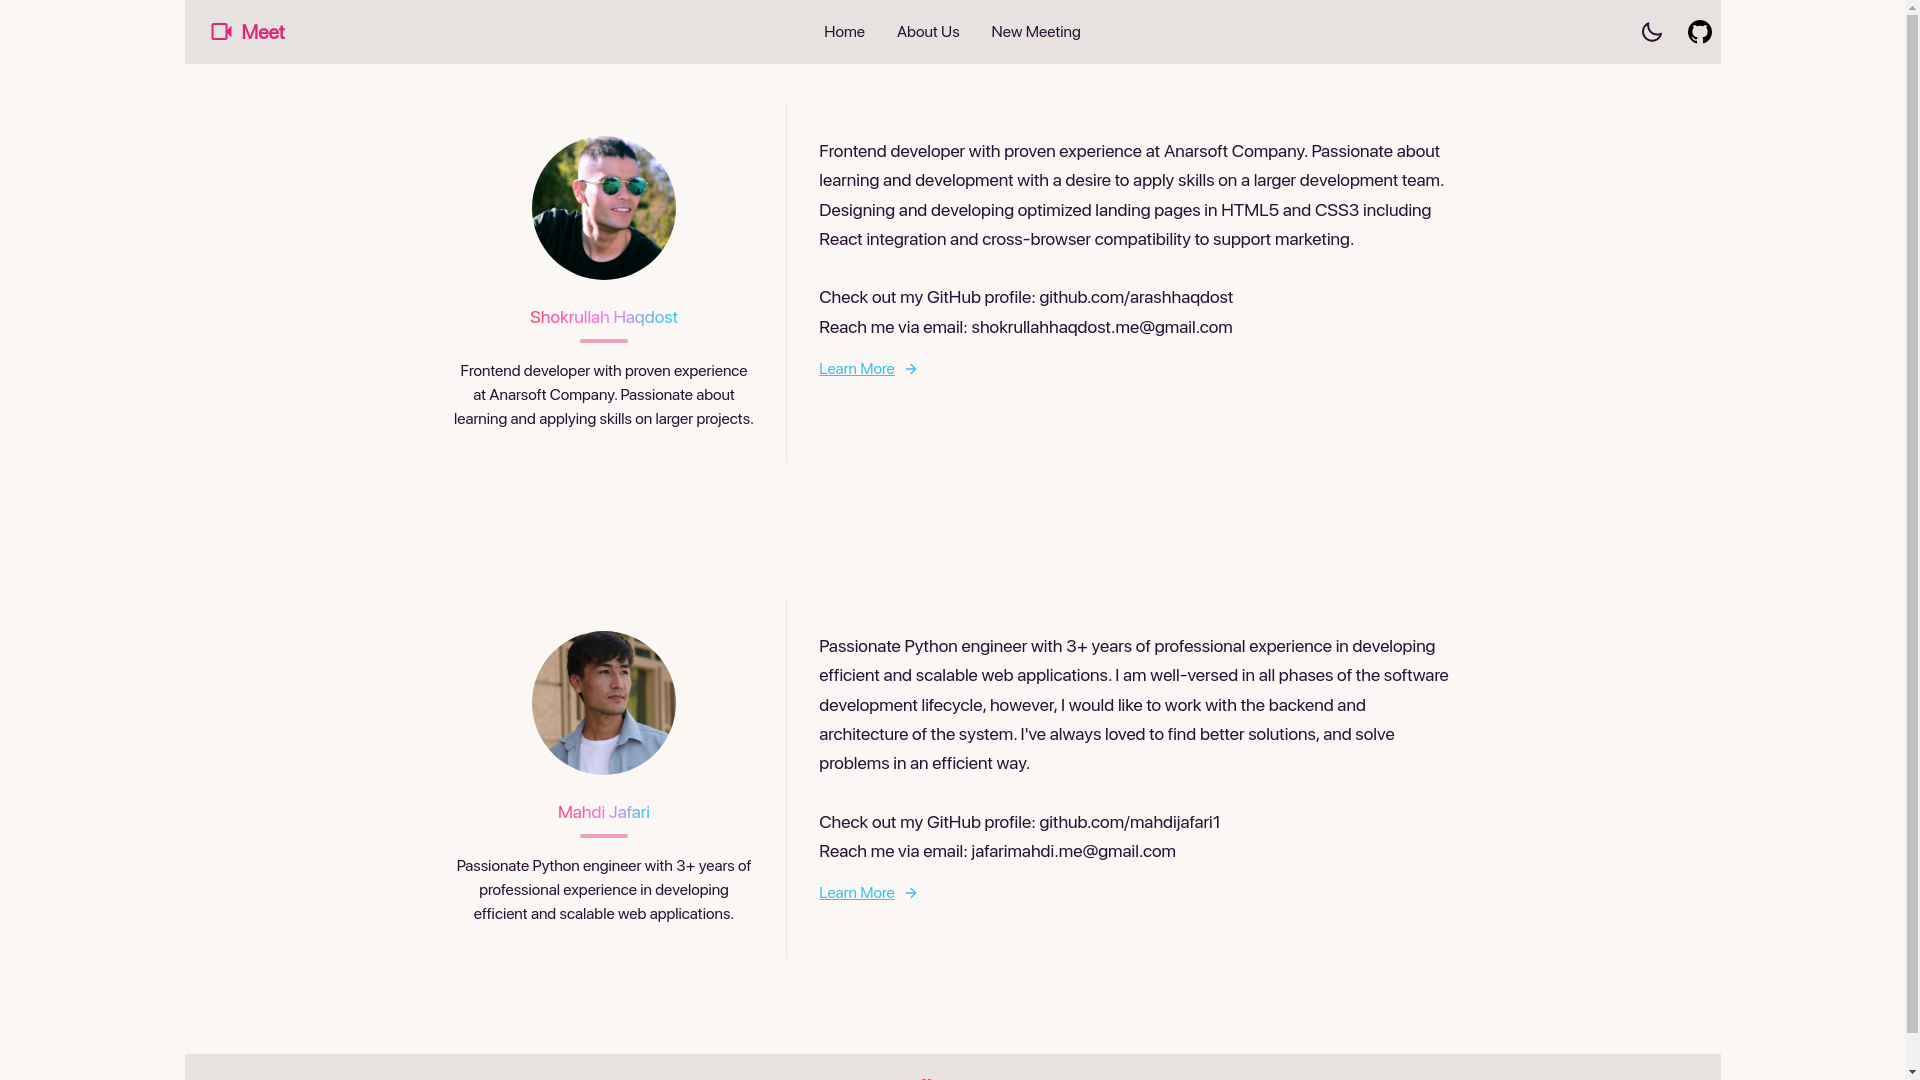 Meet
Home
About Us
New Meeting
Shokrullah Haqdost
Frontend developer with proven experience
at Anarsoft Company. Passionate about
learning and applying skills on larger projects.
Frontend developer with proven experience at Anarsoft Company. Passionate about
learning and development with a desire to apply skills on a larger development team.
Designing and developing optimized landing pages in HTML5 and CSS3 including
React integration and cross-browser compatibility to support marketing.
Check out my GitHub profile: github.com/arashhaqdost
Reach me via email: shokrullahhaqdost.me@gmail.com
Learn More
Mahdi Jafari
Passionate Python engineer with 3+ years of
professional experience in developing
efficient and scalable web applications.
Passionate Python engineer with 3+ years of professional experience in developing
efficient and scalable web applications. I am well-versed in all phases of the software
development lifecycle, however, I would like to work with the backend and
architecture of the system. I've always loved to find better solutions, and solve
problems in an efficient way.
Check out my GitHub profile: github.com/mahdijafari1
Reach me via email: jafarimahdi.me@gmail.com
Learn More